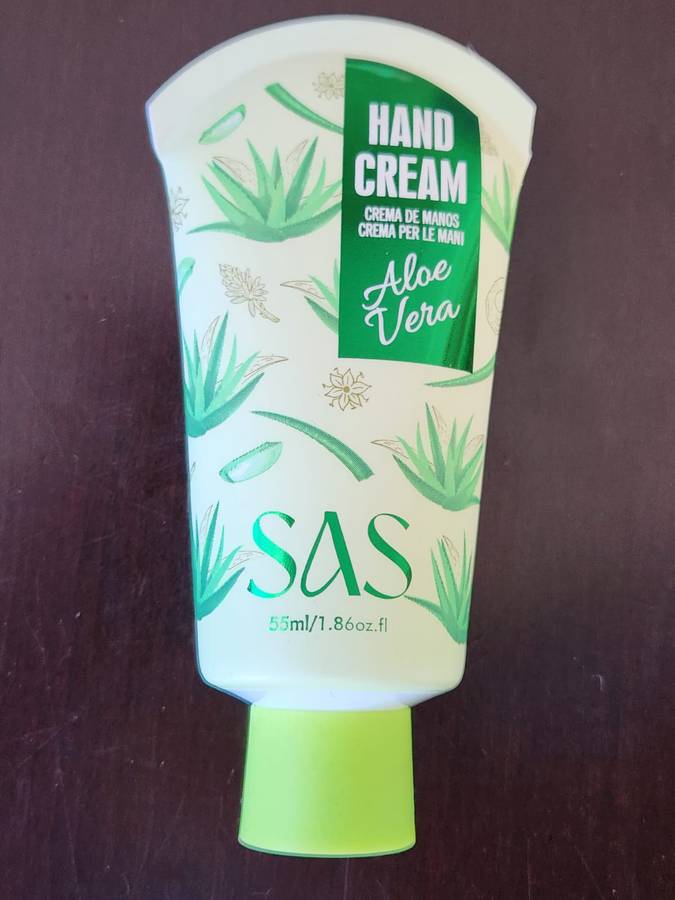 HAND
CREAM
CREMA DE MANOS
CREMA PER LE MANI
Aloe
Vera
SAS
55ml/1.86oz.fl